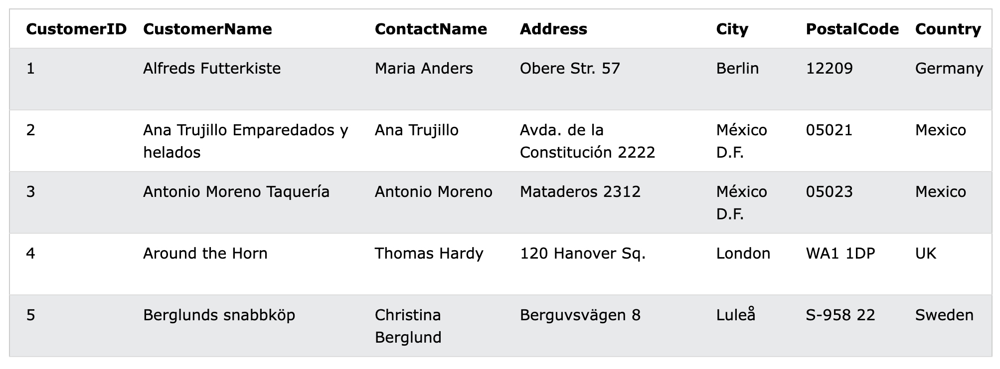 CustomerID CustomerName ContactName Address City PostalCode Country
1 Alfreds Futterkiste Maria Anders Obere Str. 57 Berlin 12209 Germany
2 Ana Trujillo Emparedados y Ana Trujillo Avda. de la México 05021 Mexico
helados Constitución 2222 D.F.
3 Antonio Moreno Taquería Antonio Moreno Mataderos 2312 México 05023 Mexico
D.F.
4 Around the Horn Thomas Hardy 120 Hanover Sq. London WA1 1DP UK
5 Berglunds snabbköp Christina Berguvsvägen 8 Luleå S-958 22 Sweden
Berglund